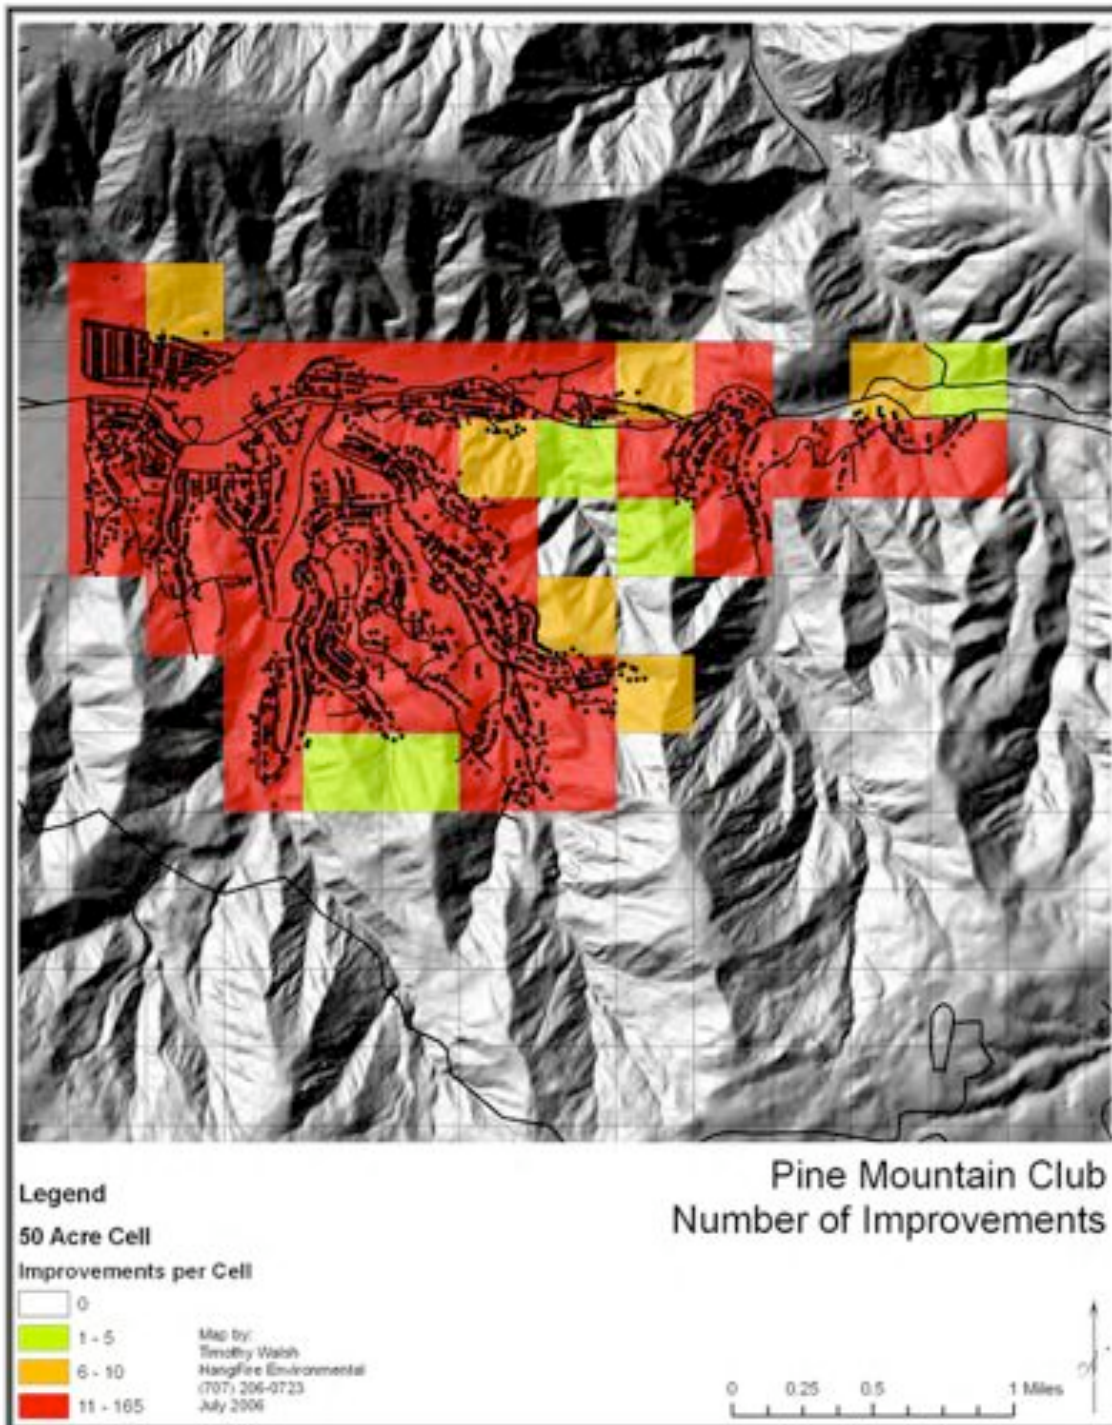 Pine Mountain Club
Number of Improvements
Legend
50 Acre Cell
Improvements per Cell
0
1 - 5
6 - 10
11 - 165
Map by:
Timothy Walsh
HangFire Environmental
(707) 206-0723
July 2006
0 0.25 0.5 1 Miles